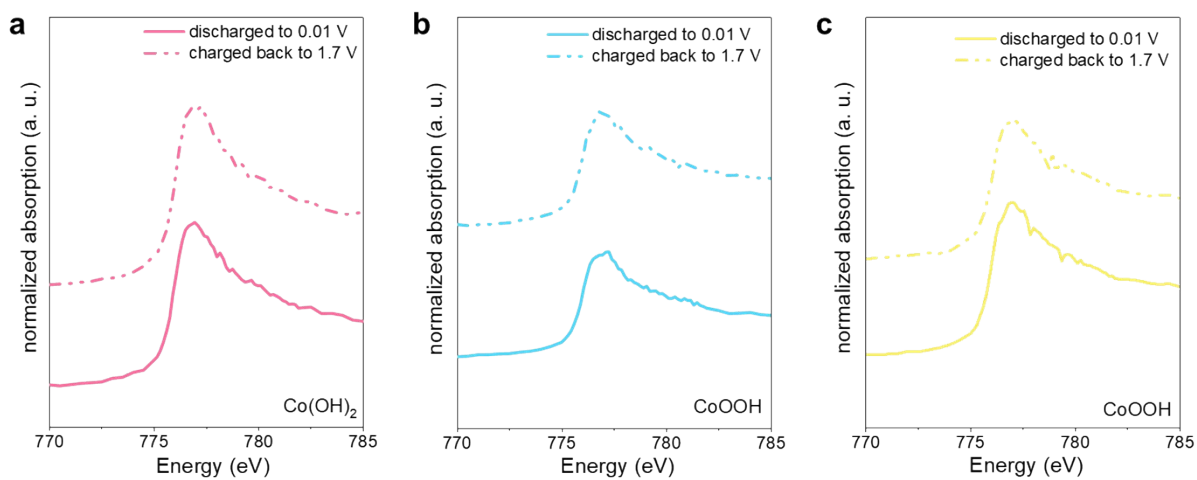 a
discharged to 0.01 V
charged back to 1.7 V
normalized absorption (a. u.)
Co(OH)₂
770 775 780 785
Energy (eV)
b
discharged to 0.01 V
charged back to 1.7 V
normalized absorption (a. u.)
CoOOH
770 775 780 785
Energy (eV)
c
discharged to 0.01 V
charged back to 1.7 V
normalized absorption (a. u.)
CoOOH
770 775 780 785
Energy (eV)